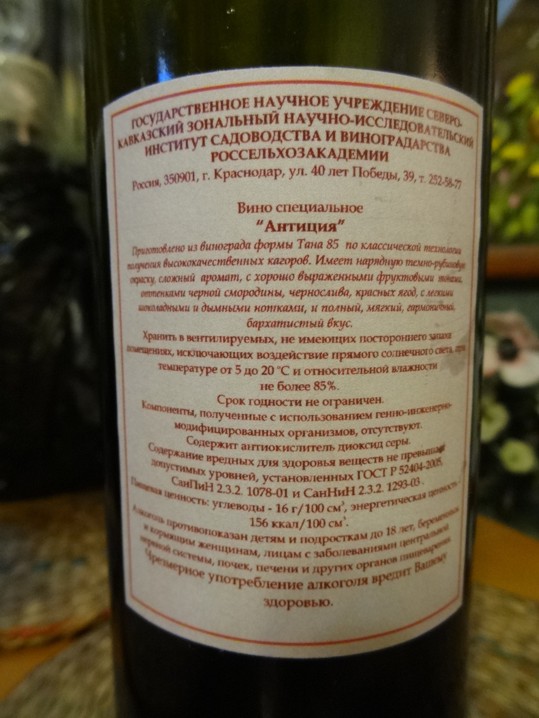 ГОСУДАРСТВЕННОЕ НАУЧНОЕ УЧРЕЖДЕНИЕ СЕВЕРО-
КАВКАЗСКИЙ ЗОНАЛЬНЫЙ НАУЧНО-ИССЛЕДОВАТЕЛЬСКИЙ
ИНСТИТУТ САДОВОДСТВА И ВИНОГРАДАРСТВА
РОССЕЛЬХОЗАКАДЕМИИ
Россия, 350901, г. Краснодар, ул. 40 лет Победы, 39, т. 252-58-77
Вино специальное
"Антиция"
Приготовлено из винограда формы Тана 85 по классической технологии
получения высококачественных кагоров. Имеет нарядную темно-рубиновую
окраску, сложный аромат, с хорошо выраженными фруктовыми тонами,
оттенками черной смородины, чернослива, красных ягод, с легкими
шоколадными и дымными нотками, и полный, мягкий, гармоничный,
бархатистый вкус.
Хранить в вентилируемых, не имеющих постороннего запаха
помещениях, исключающих воздействие прямого солнечного света, при
температуре от 5 до 20 °С и относительной влажности
не более 85%.
Срок годности не ограничен.
Компоненты, полученные с использованием генно-инженерно-
модифицированных организмов, отсутствуют.
Содержит антиокислитель диоксид серы.
Содержание вредных для здоровья веществ не превышает
допустимых уровней, установленных ГОСТ Р 52404-2005,
СанПиН 2.3.2. 1078-01 и СанНиН 2.3.2. 1293-03.
Пищевая ценность: углеводы - 16 г/100 см³, энергетическая ценность -
156 ккал/100 см³.
Алкоголь противопоказан детям и подросткам до 18 лет, беременным
и кормящим женщинам, лицам с заболеваниями центральной
нервной системы, почек, печени и других органов пищеварения.
Чрезмерное употребление алкоголя вредит Вашему
здоровью.